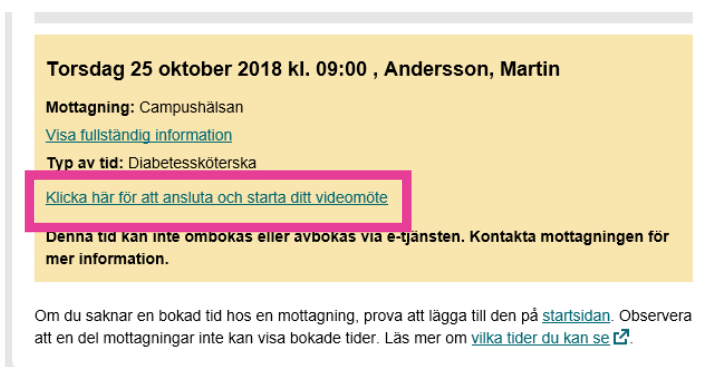 Torsdag 25 oktober 2018 kl. 09:00 , Andersson, Martin
Mottagning: Campushälsan
Visa fullständig information
Typ av tid: Diabetessköterska
Klicka här för att ansluta och starta ditt videomöte
Denna tid kan inte ombokas eller avbokas via e-tjänsten. Kontakta mottagningen för
mer information.
Om du saknar en bokad tid hos en mottagning, prova att lägga till den på startsidan. Observera
att en del mottagningar inte kan visa bokade tider. Läs mer om vilka tider du kan se.